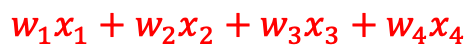 w₁x₁ + w₂x₂ + w₃x₃ + w₄x₄